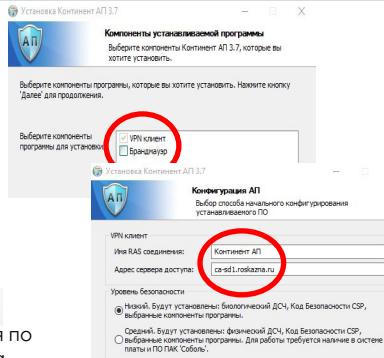 Установка Континент АП 3.7
Компоненты устанавливаемой программы
Выберите компоненты Континент АП 3.7, которые вы
хотите установить.
Выберите компоненты программы, которые вы хотите установить. Нажмите кнопку
'Далее' для продолжения.
Выберите компоненты
программы для установки:
VPN клиент
Брандмауэр
Установка Континент АП 3.7
Конфигурация АП
Выбор способа начального конфигурирования
устанавливаемого ПО
VPN клиент
Имя RAS соединения:
Континент АП
Адрес сервера доступа:
ca-sd1.roskazna.ru
Уровень безопасности
Низкий. Будут установлены: биологический ДСЧ, Код Безопасности CSP,
выбранные компоненты программы.
Средний. Будут установлены: физический ДСЧ, Код Безопасности CSP,
выбранные компоненты программы. Для работы требуется наличие в системе
платы и ПО ПАК 'Соболь'.
по